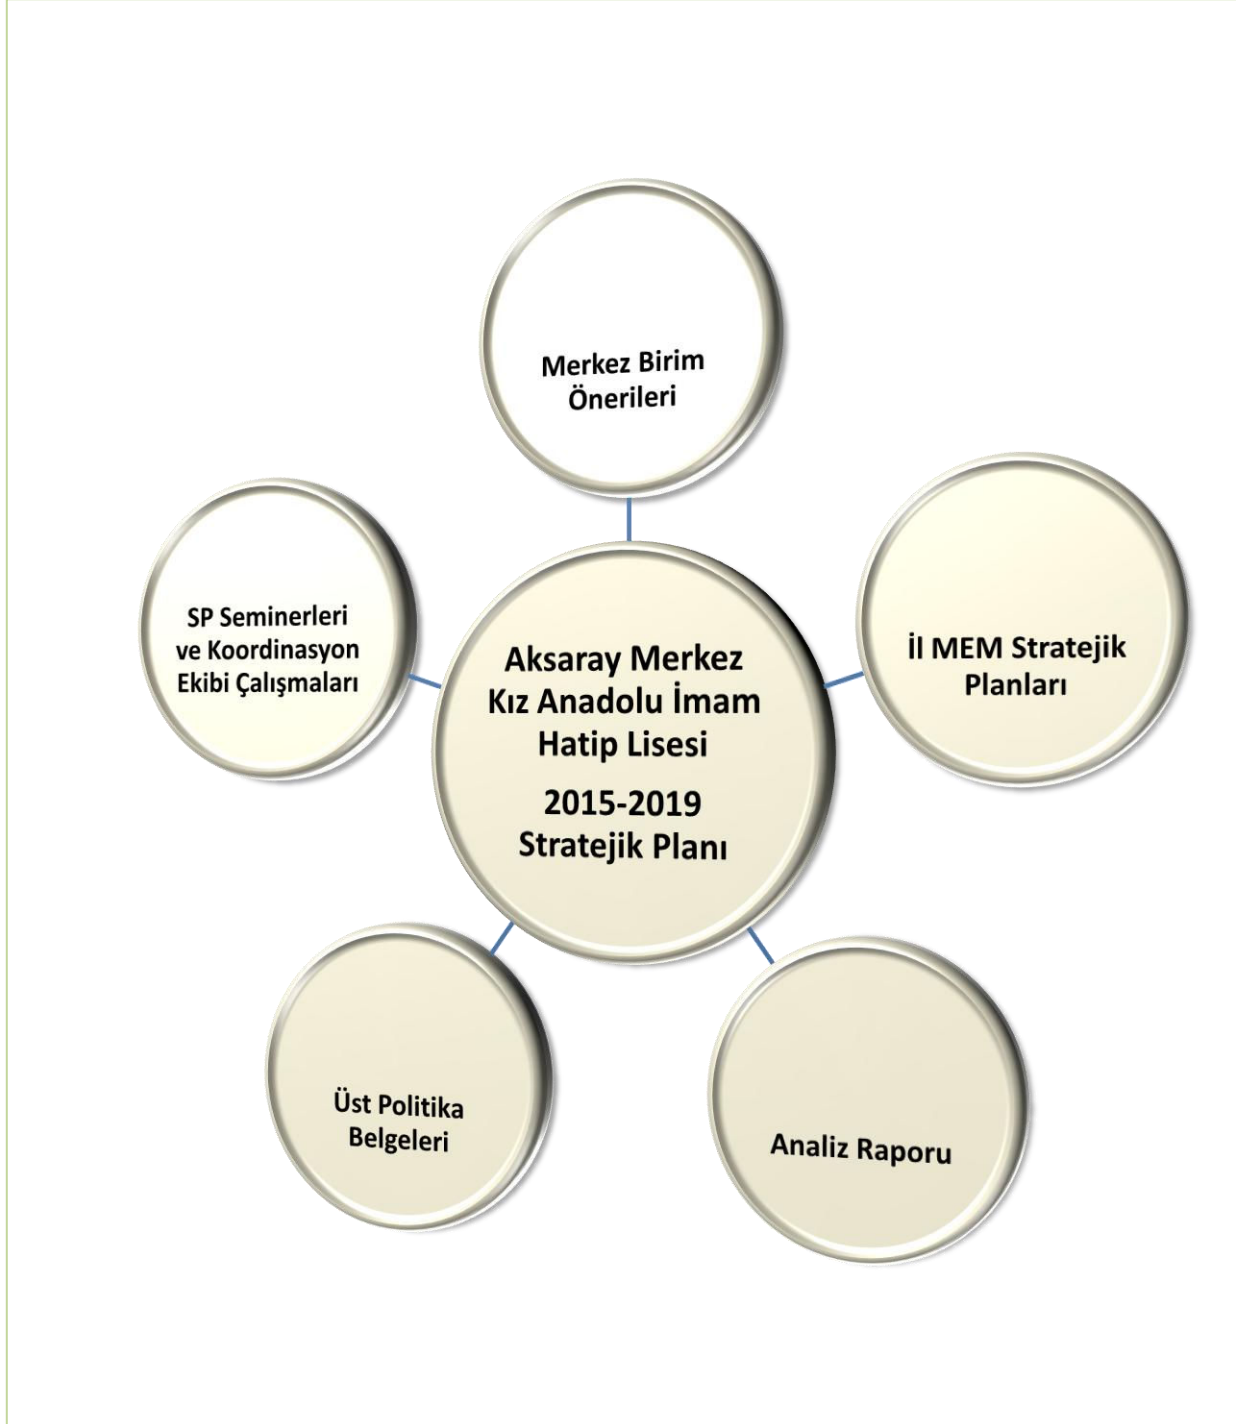 Merkez Birim
Önerileri
SP Seminerleri
ve Koordinasyon
Ekibi Çalışmaları
İl MEM Stratejik
Planları
Aksaray Merkez
Kız Anadolu İmam
Hatip Lisesi
2015-2019
Stratejik Planı
Üst Politika
Belgeleri
Analiz Raporu